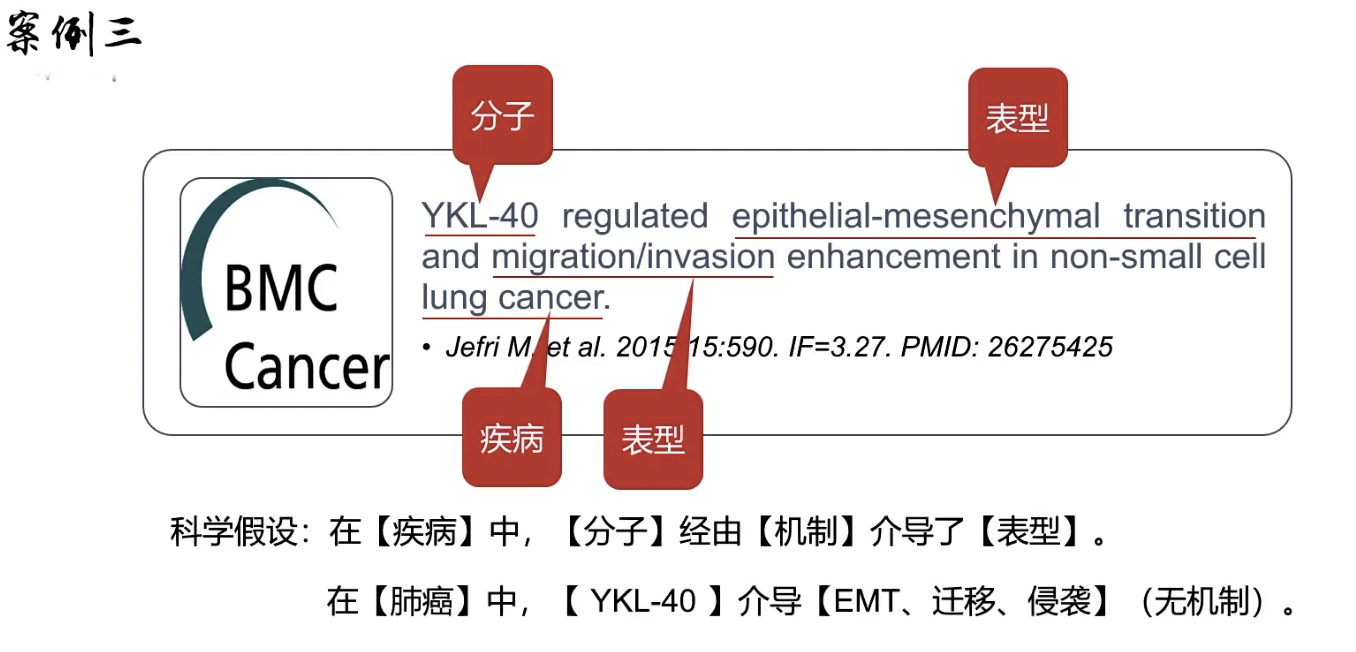 案例三
分子
表型
BMC
Cancer
YKL-40 regulated epithelial-mesenchymal transition
and migration/invasion enhancement in non-small cell
lung cancer.
• Jefri M. et al. 2015 15:590. IF=3.27. PMID: 26275425
疾病
表型
科学假设：在【疾病】中，【分子】经由【机制】介导了【表型】。
在【肺癌】中，【 YKL-40 】介导【EMT、迁移、侵袭】（无机制）。